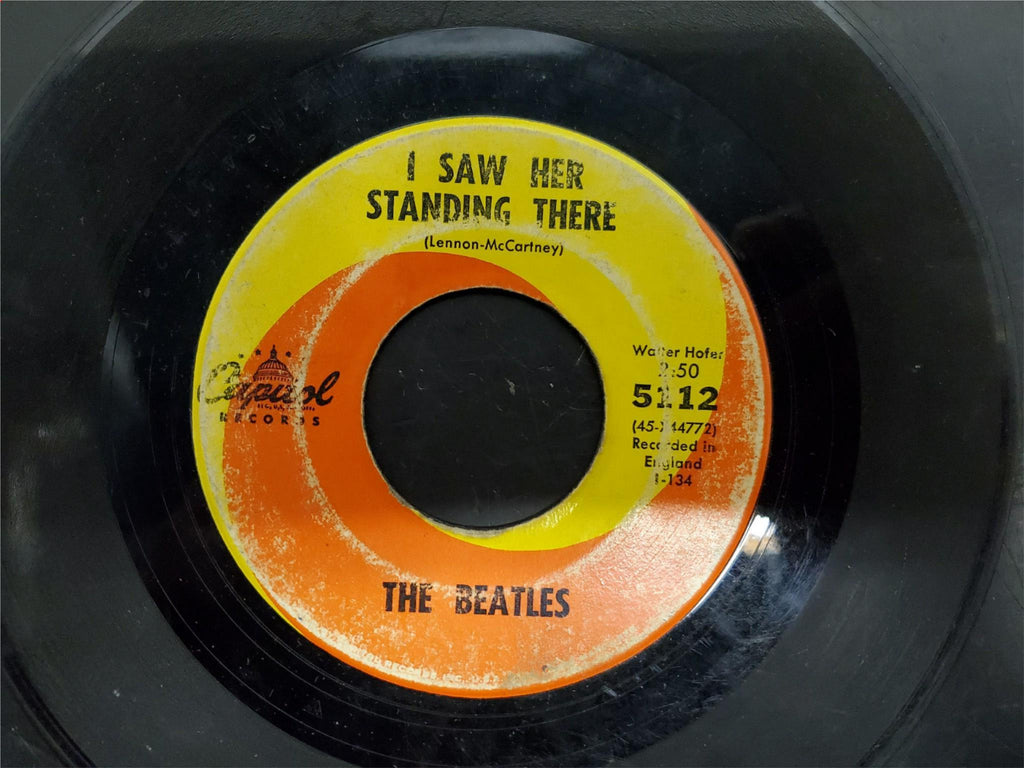 I SAW HER
STANDING THERE
(Lennon-McCartney)
Capitol
RECORDS
Walter Hofer
2:50
5112
(45-X44772)
Recorded in
England
1-134
THE BEATLES